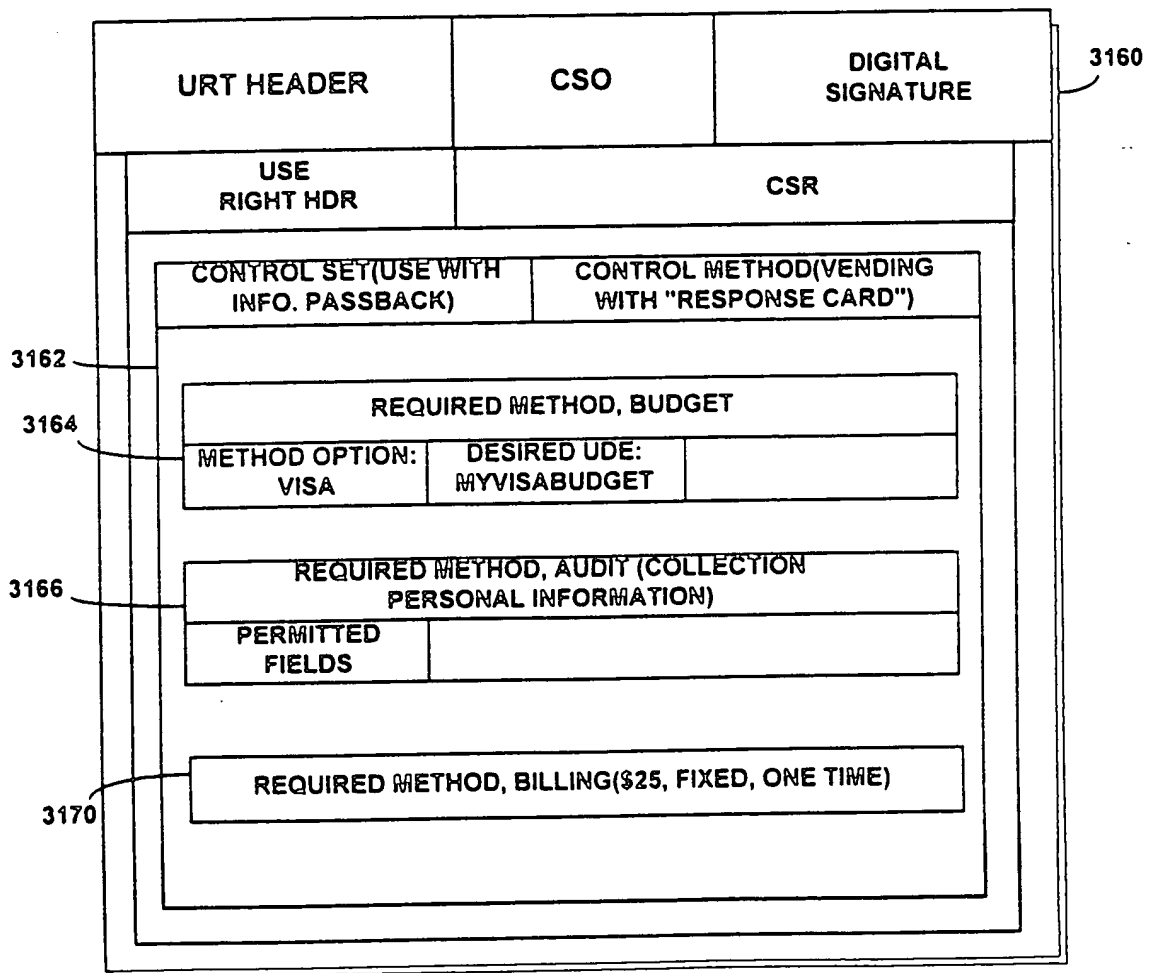 URT HEADER
CSO
DIGITAL
SIGNATURE
3160
USE
RIGHT HDR
CSR
CONTROL SET(USE WITH
INFO. PASSBACK)
CONTROL METHOD(VENDING
WITH "RESPONSE CARD")
3162
REQUIRED METHOD, BUDGET
3164
METHOD OPTION:
VISA
DESIRED UDE:
MYVISABUDGET
REQUIRED METHOD, AUDIT (COLLECTION
PERSONAL INFORMATION)
3166
PERMITTED
FIELDS
REQUIRED METHOD, BILLING($25, FIXED, ONE TIME)
3170